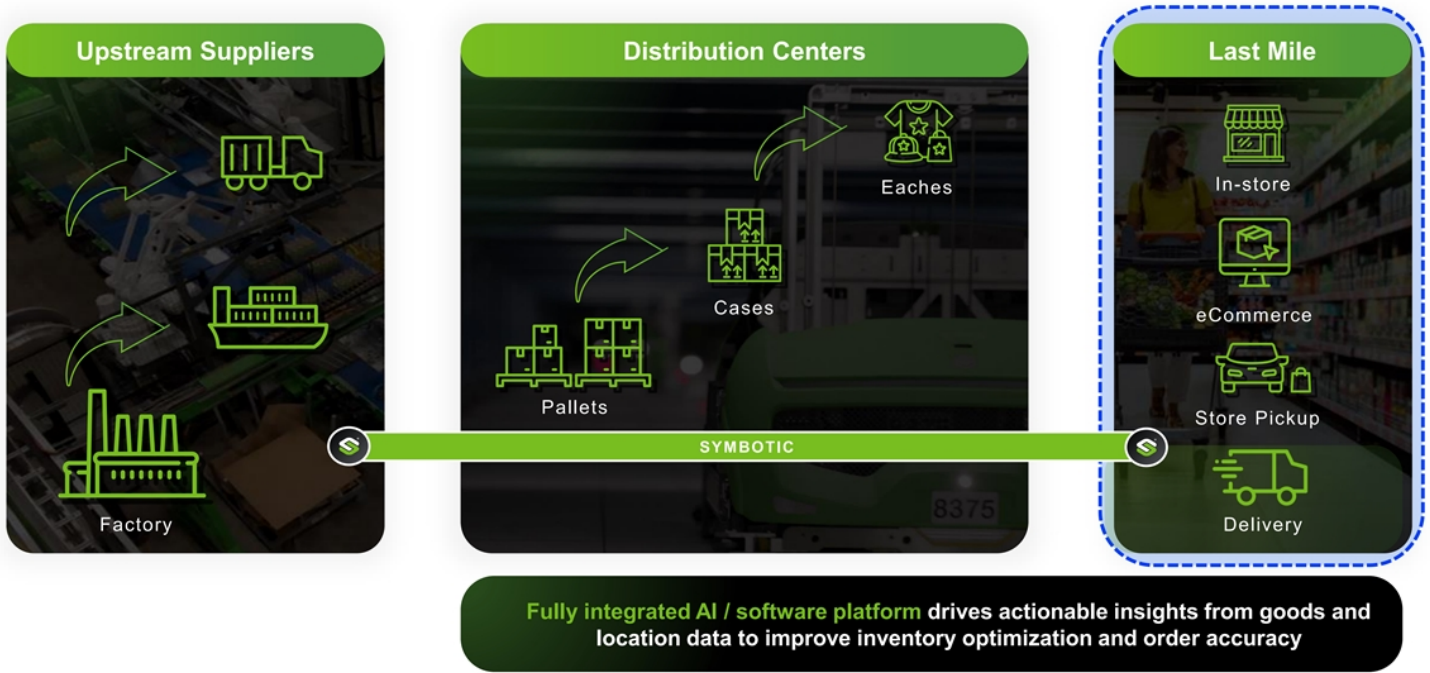 Upstream Suppliers
Factory
Distribution Centers
Eaches
Cases
Pallets
SYMBOTIC
8375
Last Mile
In-store
eCommerce
Store Pickup
Delivery
Fully integrated AI / software platform drives actionable insights from goods and
location data to improve inventory optimization and order accuracy